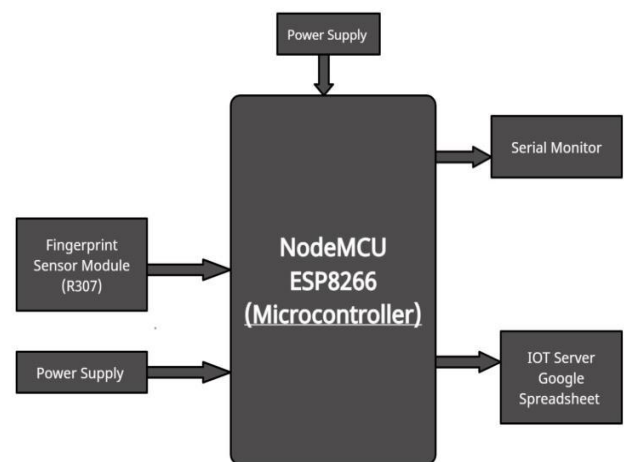 Power Supply
Serial Monitor
Fingerprint
Sensor Module
(R307)
NodeMCU
ESP8266
(Microcontroller)
Power Supply
IOT Server
Google
Spreadsheet